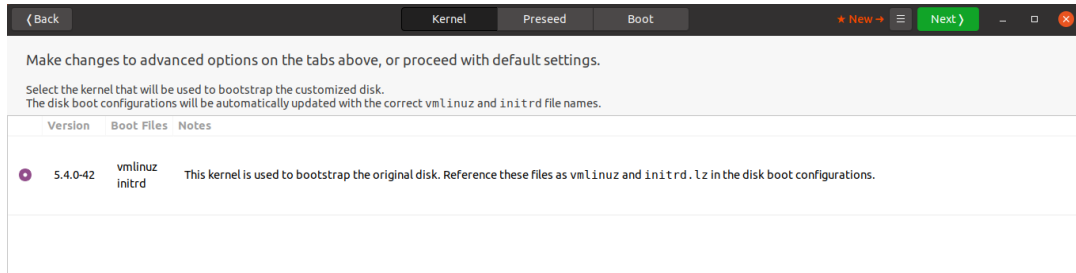 Back
Kernel
Preseed
Boot
★ New →
Next
Make changes to advanced options on the tabs above, or proceed with default settings.
Select the kernel that will be used to bootstrap the customized disk.
The disk boot configurations will be automatically updated with the correct vmlinuz and initrd file names.
Version Boot Files Notes
5.4.0-42 vmlinuz initrd This kernel is used to bootstrap the original disk. Reference these files as vmlinuz and initrd.lz in the disk boot configurations.